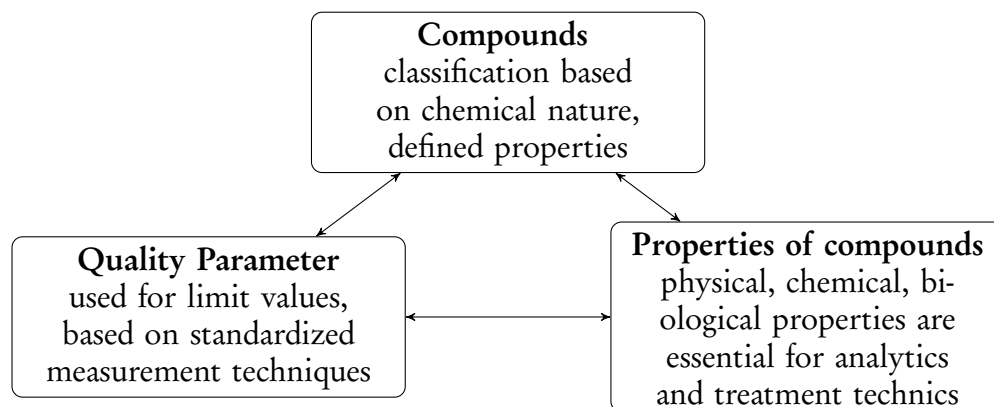 Compounds
classification based
on chemical nature,
defined properties
Quality Parameter
used for limit values,
based on standardized
measurement techniques
Properties of compounds
physical, chemical, bi-
ological properties are
essential for analytics
and treatment technics